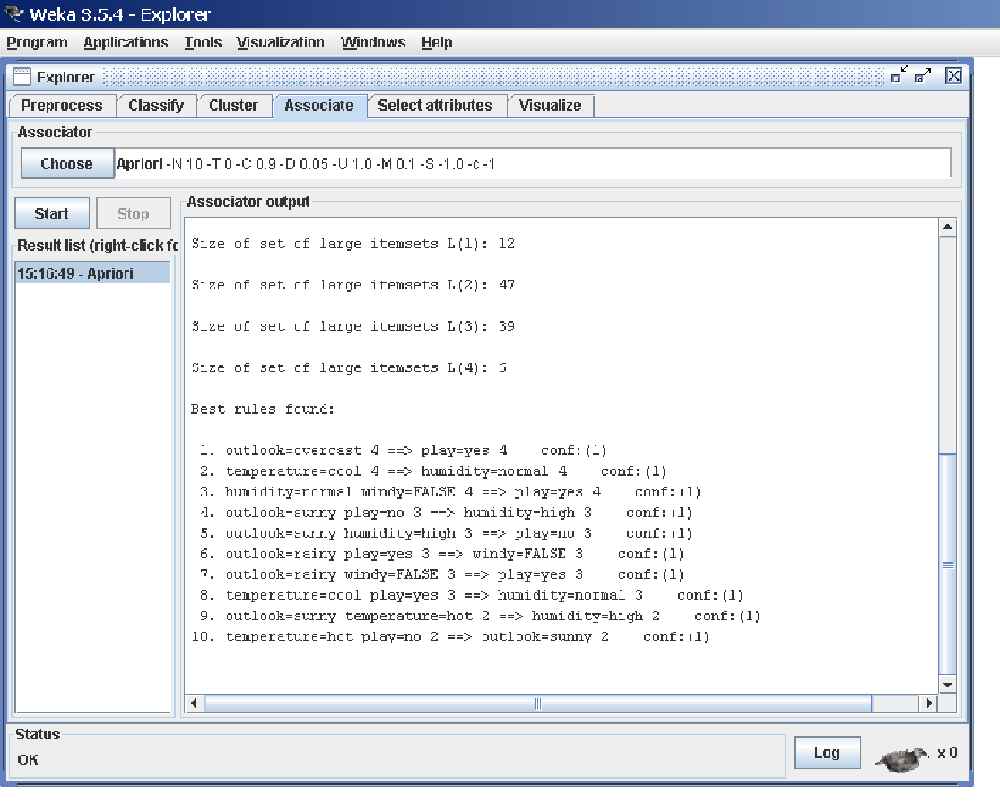 Weka 3.5.4 - Explorer
Program Applications Tools Visualization Windows Help
Explorer
Preprocess Classify Cluster Associate Select attributes Visualize
Associator
Choose Apriori -N 10 -T 0 -C 0.9 -D 0.05 -U 1.0 -M 0.1 -S -1.0 -c -1
Start Stop
Result list (right-click fo
15:16:49 - Apriori
Associator output
Size of set of large itemsets L(1): 12
Size of set of large itemsets L(2): 47
Size of set of large itemsets L(3): 39
Size of set of large itemsets L(4): 6
Best rules found:
1. outlook=overcast 4 ==> play=yes 4 conf:(1)
2. temperature=cool 4 ==> humidity=normal 4 conf:(1)
3. humidity=normal windy=FALSE 4 ==> play=yes 4 conf:(1)
4. outlook=sunny play=no 3 ==> humidity=high 3 conf:(1)
5. outlook=sunny humidity=high 3 ==> play=no 3 conf:(1)
6. outlook=rainy play=yes 3 ==> windy=FALSE 3 conf:(1)
7. outlook=rainy windy=FALSE 3 ==> play=yes 3 conf:(1)
8. temperature=cool play=yes 3 ==> humidity=normal 3 conf:(1)
9. outlook=sunny temperature=hot 2 ==> humidity=high 2 conf:(1)
10. temperature=hot play=no 2 ==> outlook=sunny 2 conf:(1)
Status
OK
Log
x 0